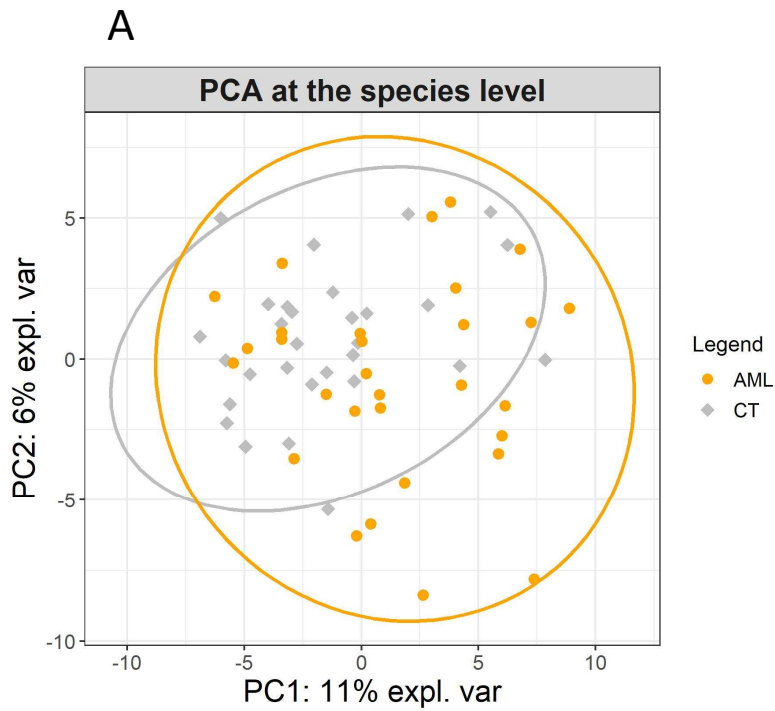 A
PCA at the species level
PC2: 6% expl. var
5
0
-5
-10
-10
-5
0
5
10
PC1: 11% expl. var
Legend
AML
CT